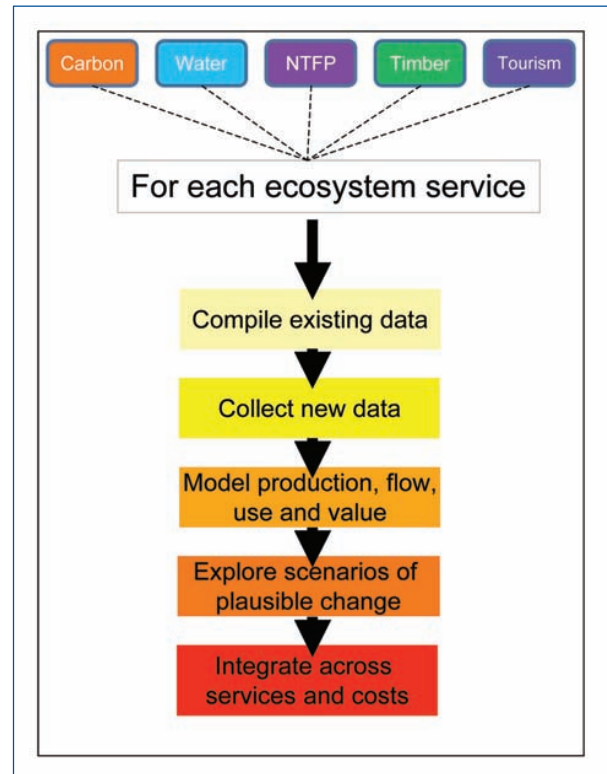 Carbon Water NTFP Timber Tourism
For each ecosystem service
Compile existing data
Collect new data
Model production, flow,
use and value
Explore scenarios of
plausible change
Integrate across
services and costs